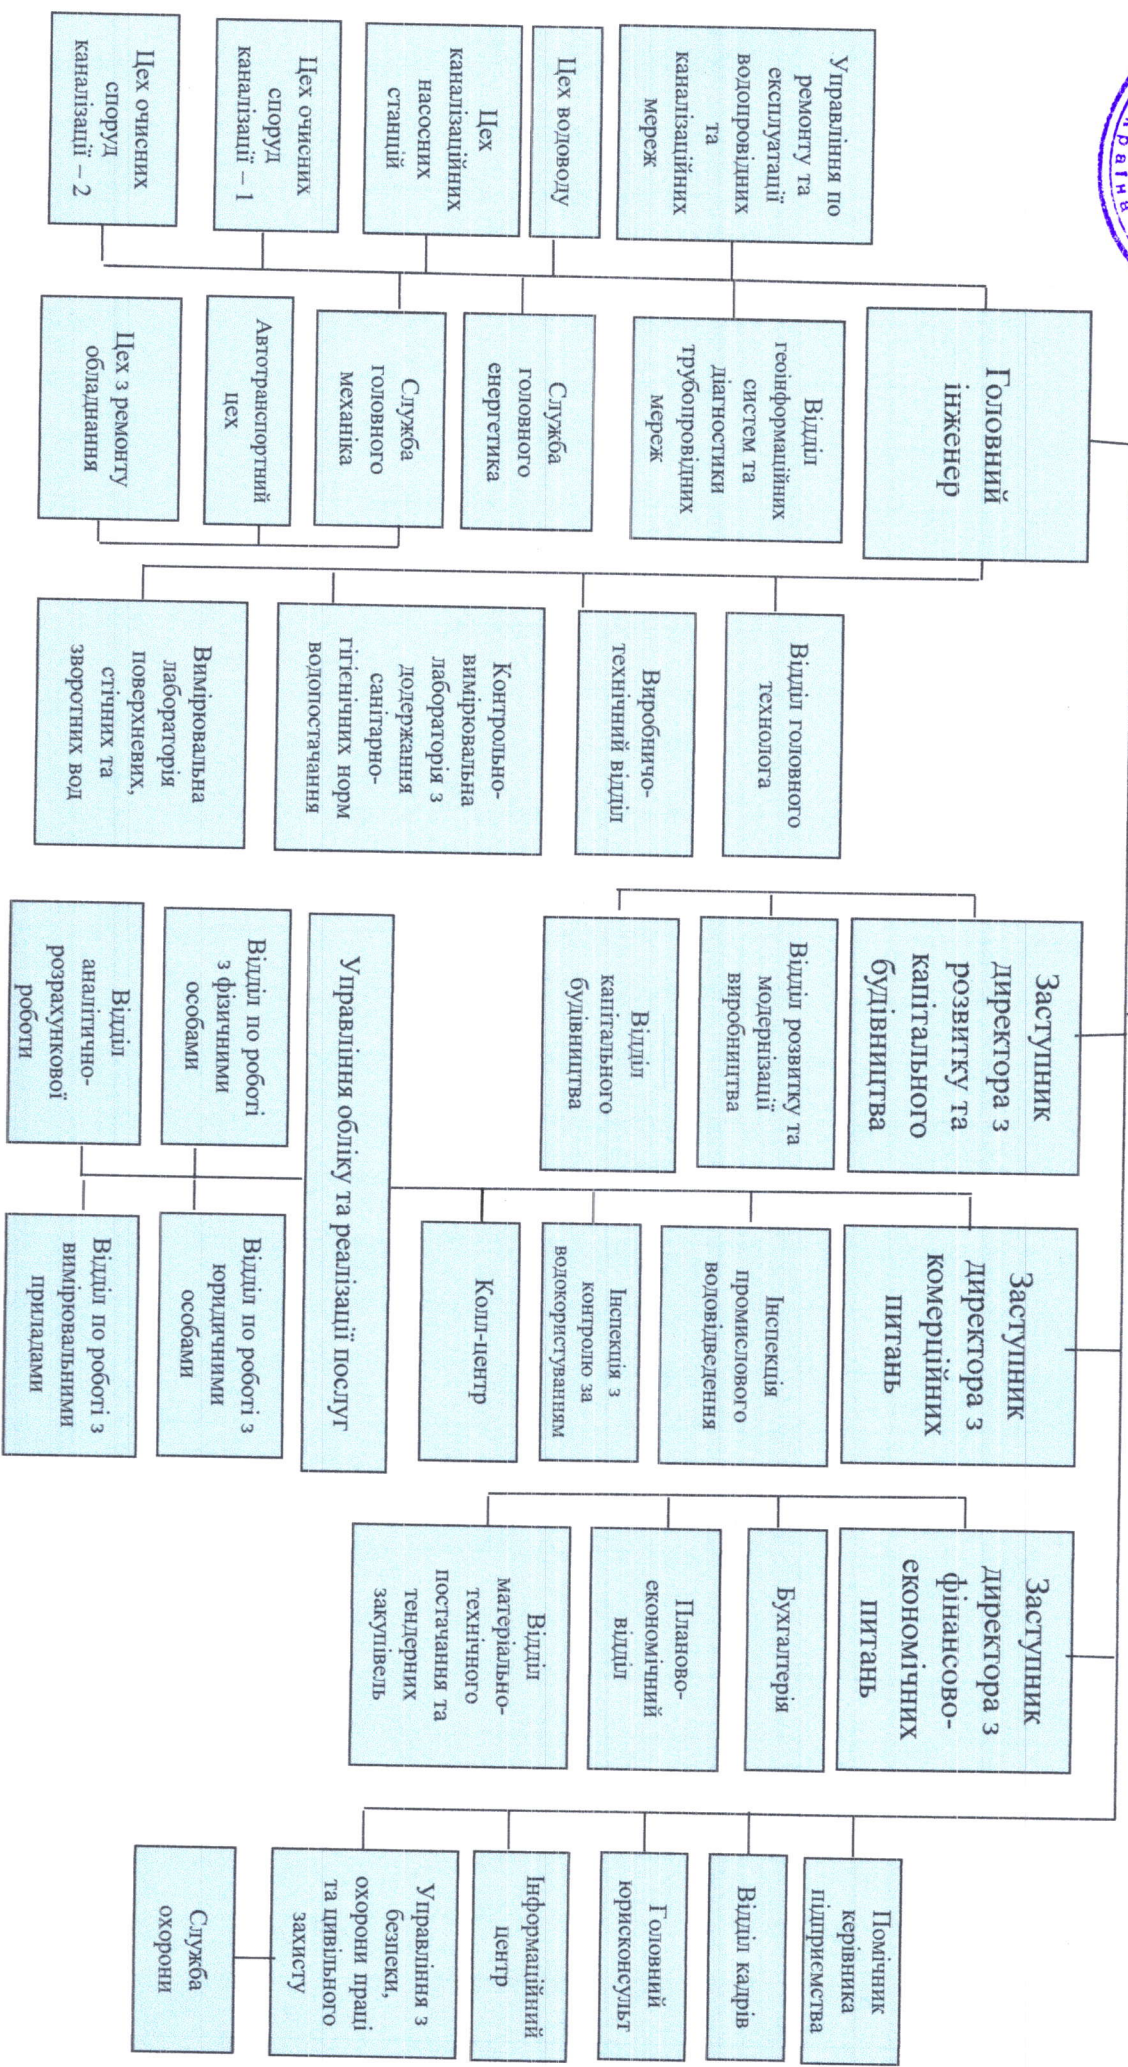 Україна
Головний
інженер
Управління по
ремонту та
експлуатації
водопровідних
та
каналізаційних
мереж
Цех водоводу
Цех
каналізаційних
насосних
станцій
Цех очисних
споруд
каналізації – 1
Цех очисних
споруд
каналізації – 2
Відділ
геоінформаційних
систем та
діагностики
трубопровідних
мереж
Служба
головного
енергетика
Служба
головного
механіка
Автотранспортний
цех
Цех з ремонту
обладнання
Відділ головного
технолога
Виробничо-
технічний відділ
Контрольно-
вимірювальна
лабораторія з
додержання
санітарно-
гігієнічних норм
водопостачання
Вимірювальна
лабораторія
поверхневих,
стічних та
зворотних вод
Заступник
директора з
розвитку та
капітального
будівництва
Відділ розвитку та
модернізації
виробництва
Відділ
капітального
будівництва
Заступник
директора з
комерційних
питань
Інспекція
промислового
водовідведення
Інспекція з
контролю за
водокористуванням
Колл-центр
Управління обліку та реалізації послуг
Відділ по роботі
з фізичними
особами
Відділ
аналітично-
розрахункової
роботи
Відділ по роботі з
юридичними
особами
Відділ по роботі з
вимірювальними
приладами
Заступник
директора з
фінансово-
економічних
питань
Бухгалтерія
Планово-
економічний
відділ
Відділ
матеріально-
технічного
постачання та
тендерних
закупівель
Помічник
керівника
підприємства
Відділ кадрів
Головний
юрисконсульт
Інформаційний
центр
Управління з
безпеки,
охорони праці
та цивільного
захисту
Служба
охорони